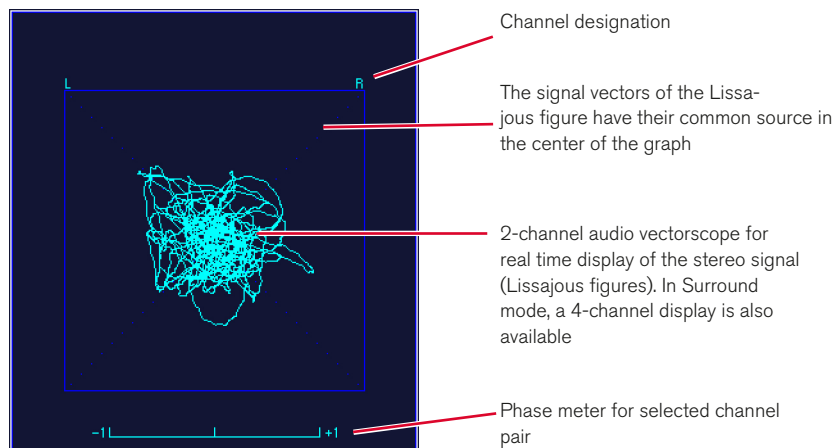 Channel designation
L R
The signal vectors of the Lissa-
jous figure have their common source in
the center of the graph
2-channel audio vectorscope for
real time display of the stereo signal
(Lissajous figures). In Surround
mode, a 4-channel display is also
available
Phase meter for selected channel
pair
-1 +1